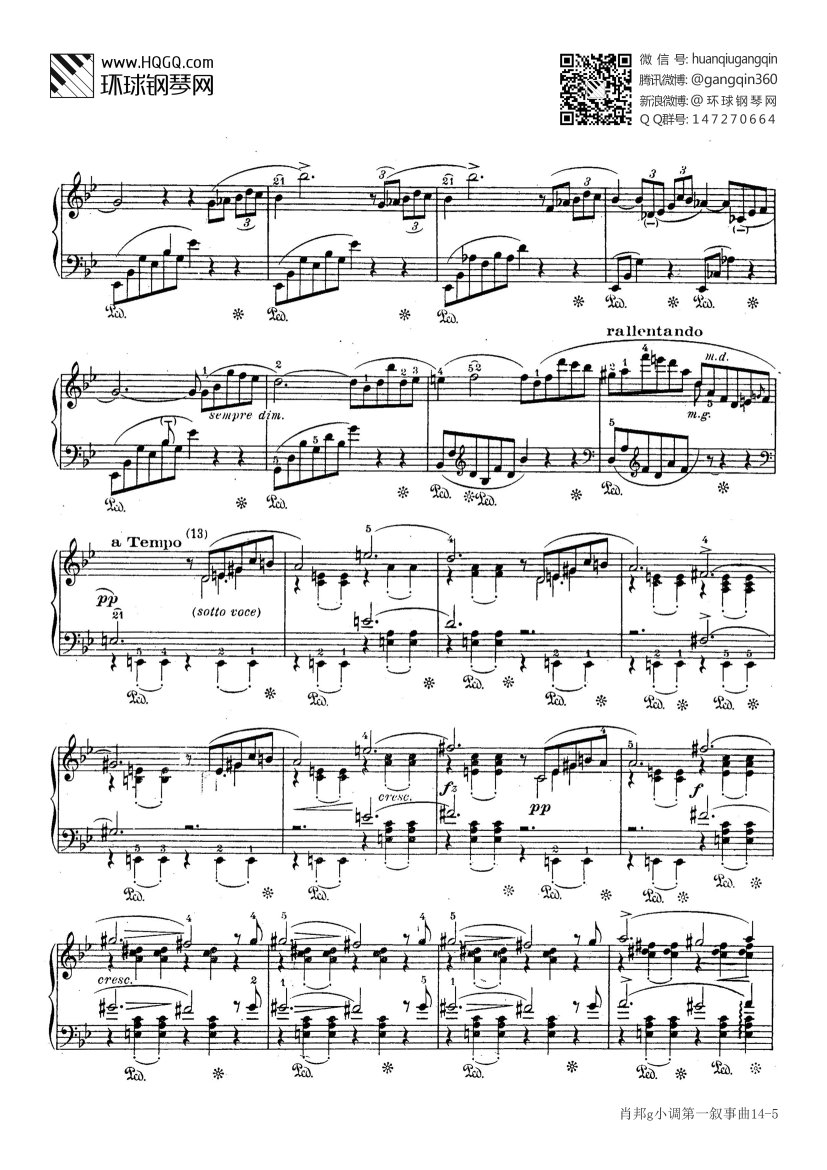 www.HQGQ.com
环球钢琴网
微信号: huanqiugangqin
腾讯微博: @gangqin360
新浪微博: @环球钢琴网
QQ群号: 147270664
rallentando
sempre dim.
m.d.
m.g.
a Tempo (13)
pp
(sotto voce)
cresc.
fz
pp
f
cresc.
肖邦g小调第一叙事曲14-5